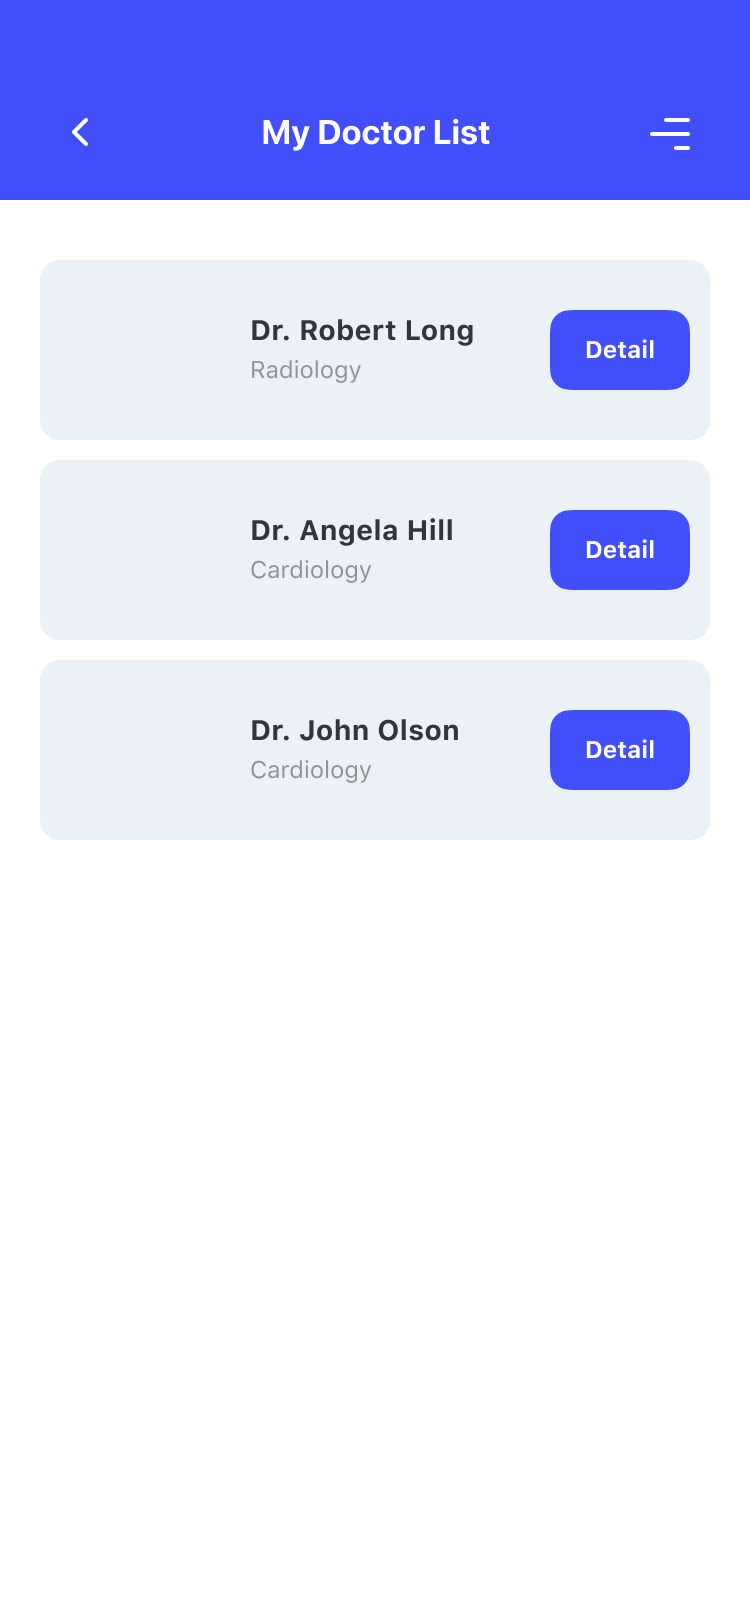 My Doctor List
Dr. Robert Long
Radiology
Detail
Dr. Angela Hill
Cardiology
Detail
Dr. John Olson
Cardiology
Detail